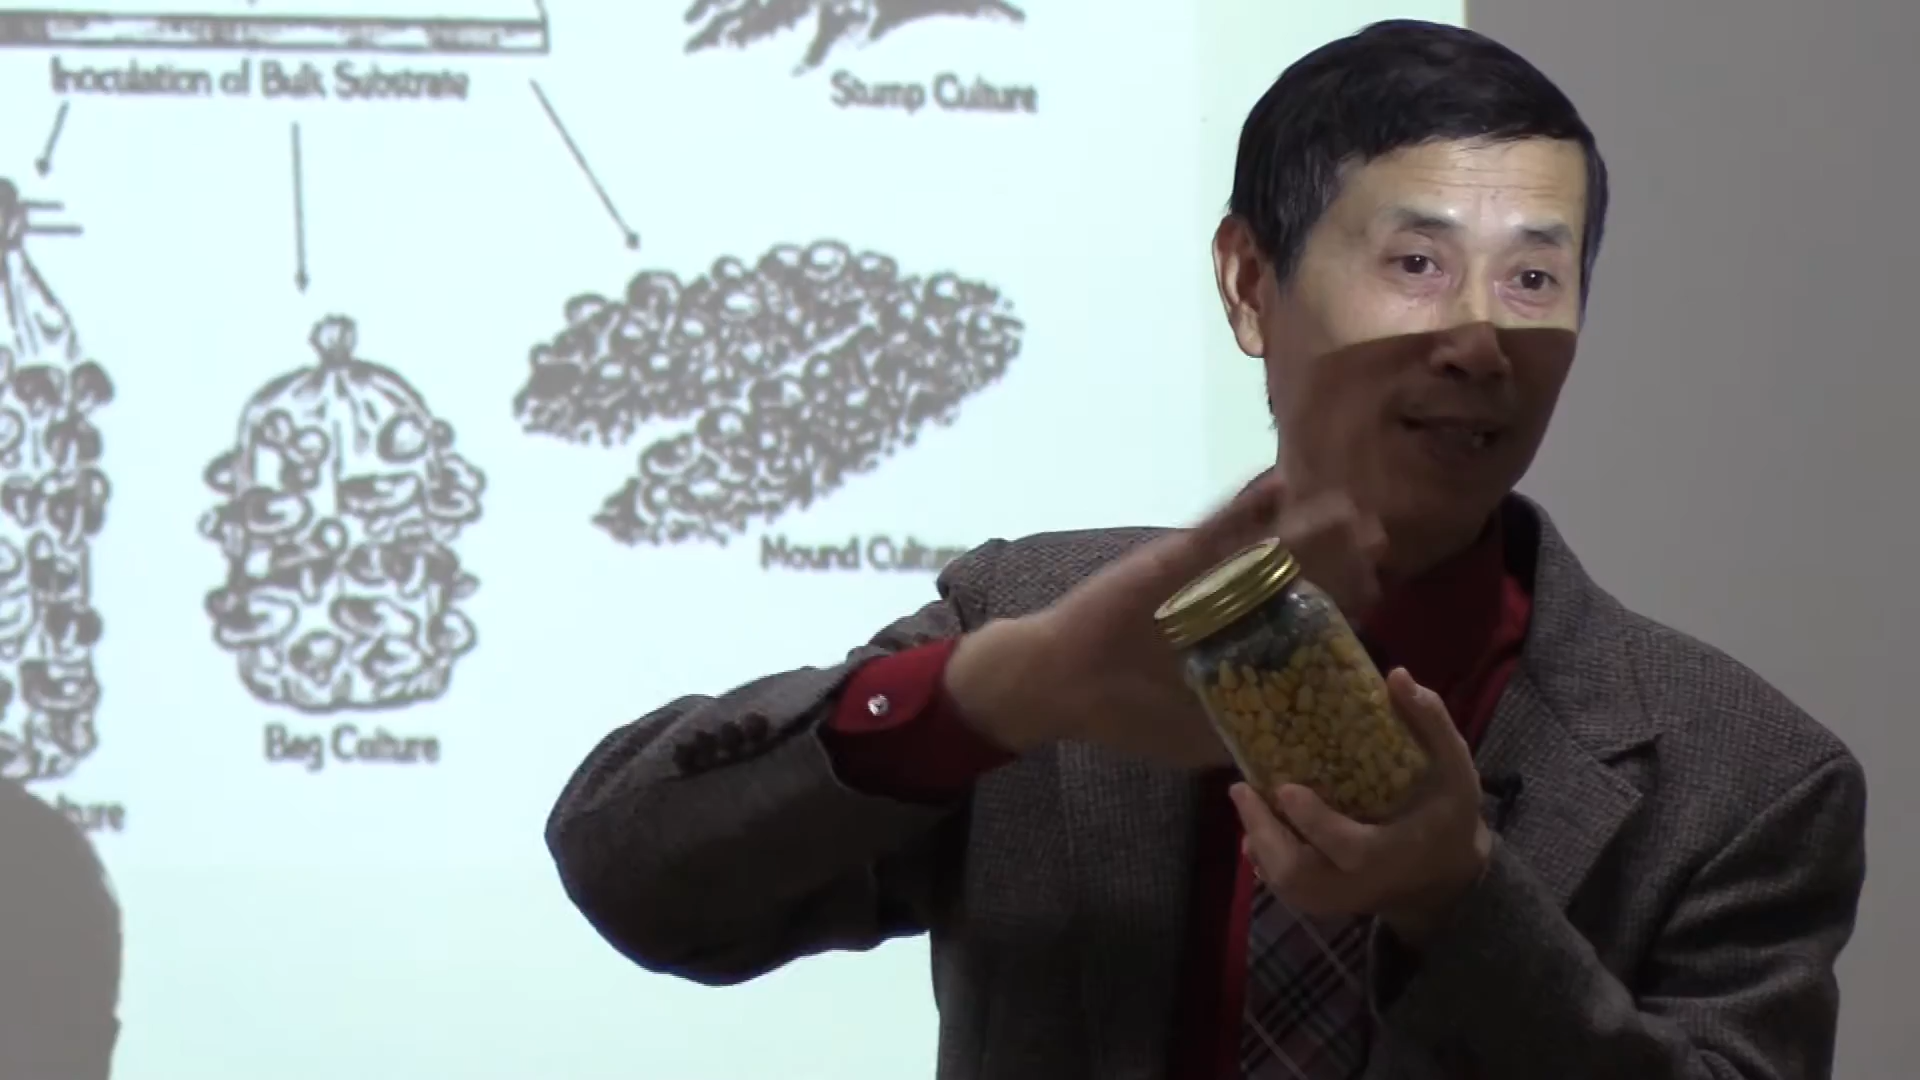 Inoculation of Bulk Substrate
Stump Culture
Mound Culture
Bag Culture